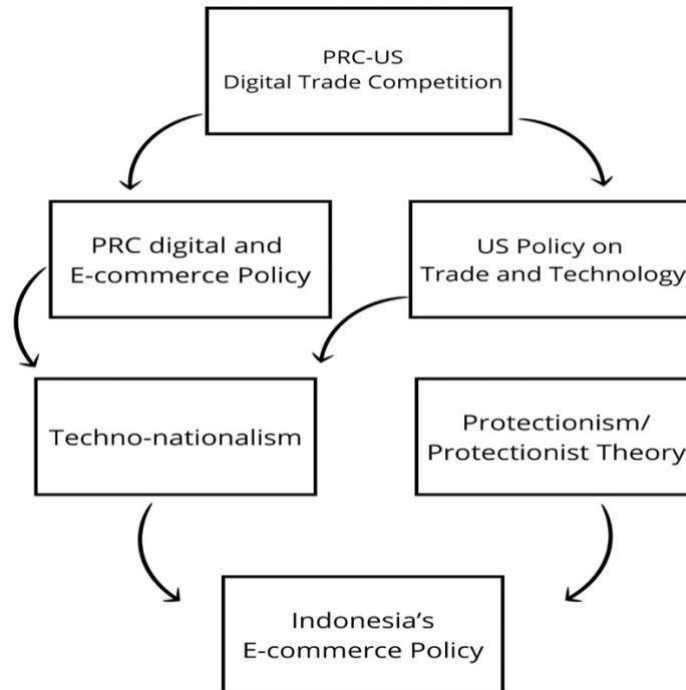 PRC-US
Digital Trade Competition
PRC digital and
E-commerce Policy
US Policy on
Trade and Technology
Techno-nationalism
Protectionism/
Protectionist Theory
Indonesia’s
E-commerce Policy